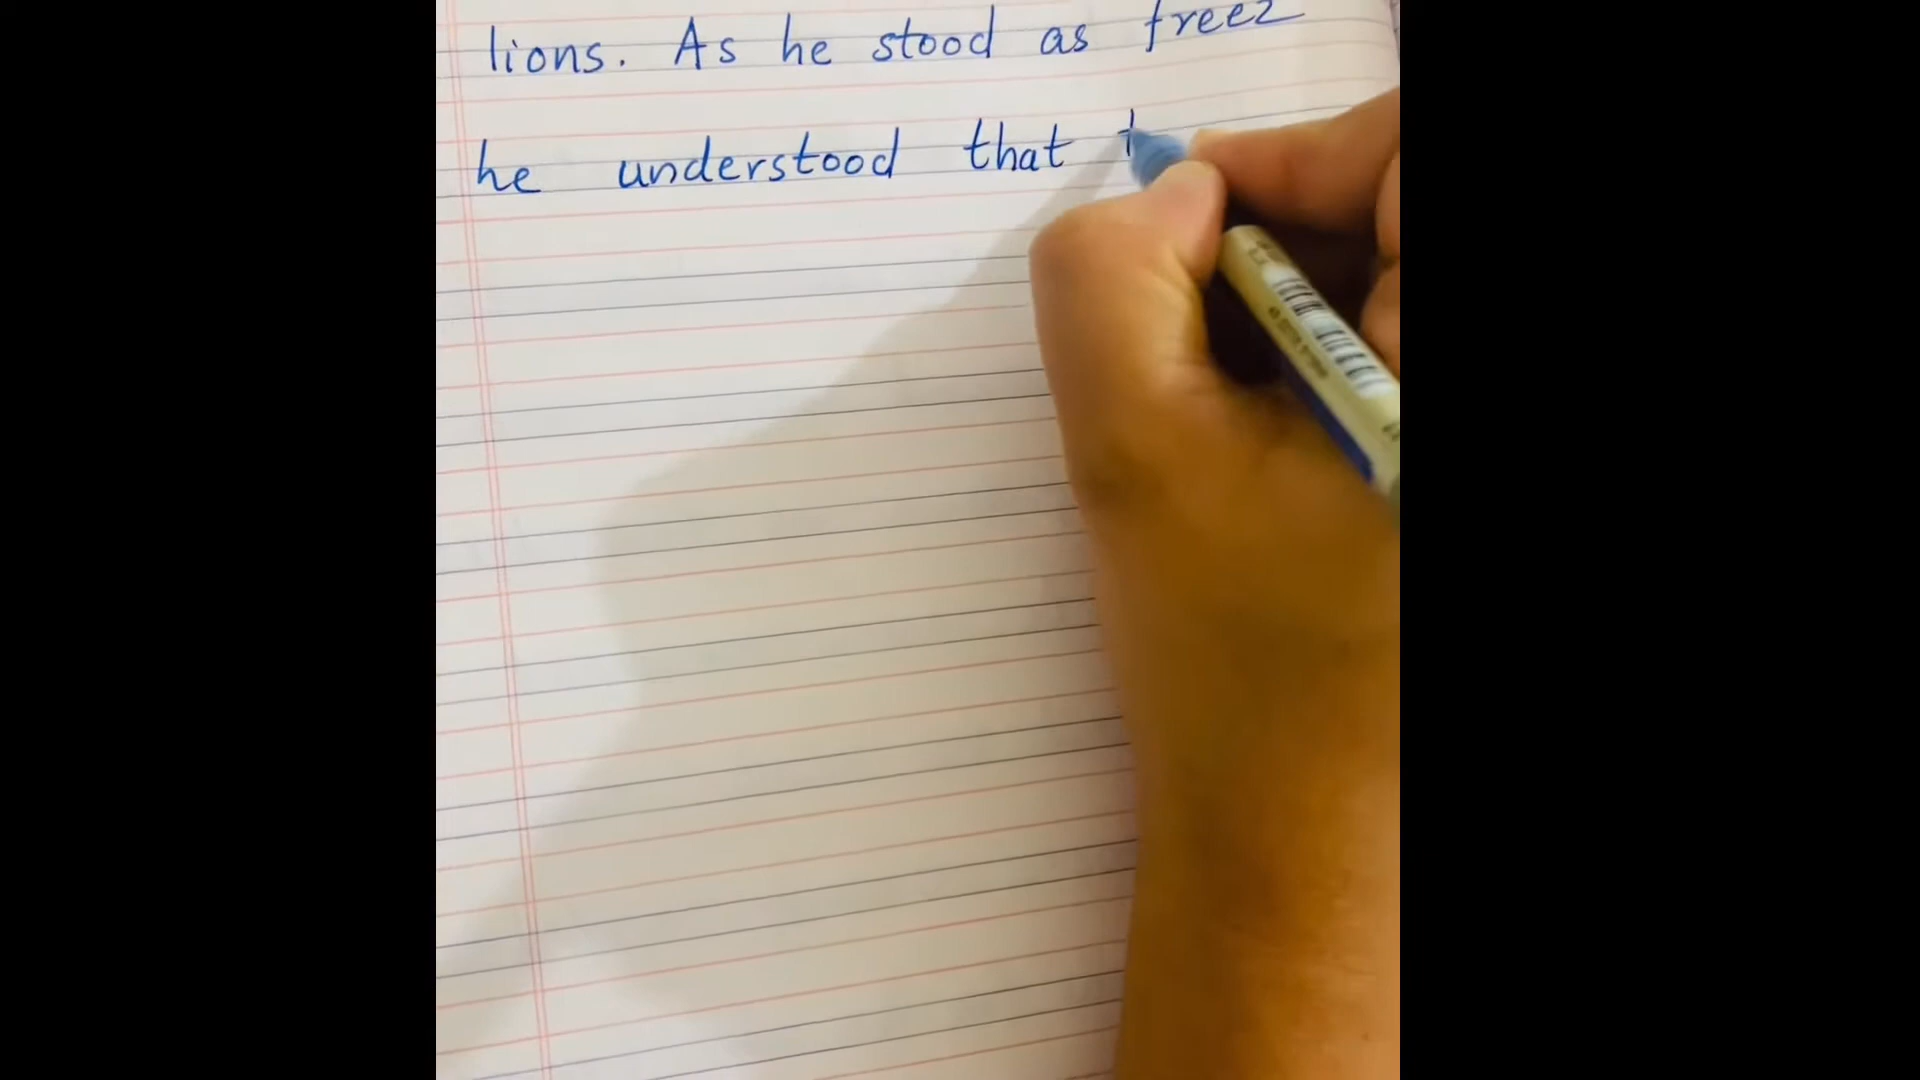 lions. As he stood as freez
he understood that t